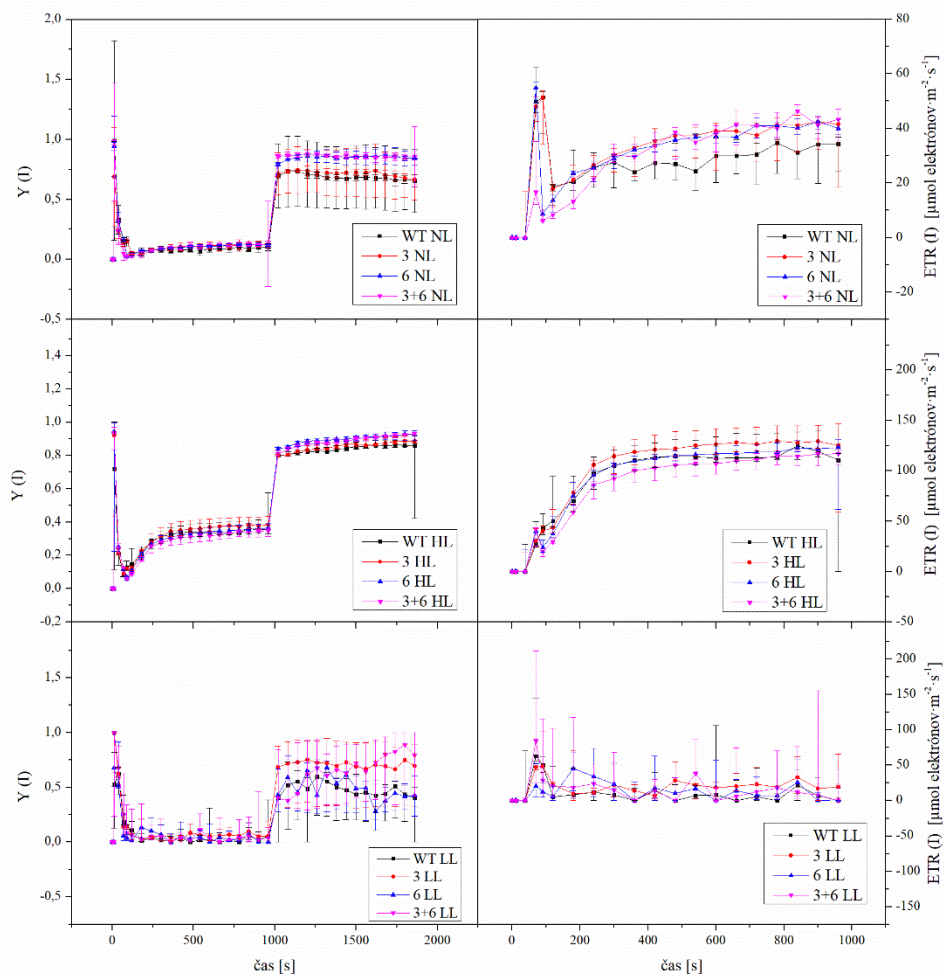 2,0
1,5
1,0
0,5
0,0
-0,5
Y (I)
WT NL
3 NL
6 NL
3+6 NL
80
60
40
20
0
-20
ETR (I) [µmol elektrónov·m⁻²·s⁻¹]
WT NL
3 NL
6 NL
3+6 NL
1,4
1,2
1,0
0,8
0,6
0,4
0,2
0,0
-0,2
Y (I)
WT HL
3 HL
6 HL
3+6 HL
200
150
100
50
0
-50
ETR (I) [µmol elektrónov·m⁻²·s⁻¹]
WT HL
3 HL
6 HL
3+6 HL
1,5
1,0
0,5
0,0
-0,5
Y (I)
WT LL
3 LL
6 LL
3+6 LL
200
150
100
50
0
-50
-100
-150
ETR (I) [µmol elektrónov·m⁻²·s⁻¹]
WT LL
3 LL
6 LL
3+6 LL
0 500 1000 1500 2000
čas [s]
0 200 400 600 800 1000
čas [s]